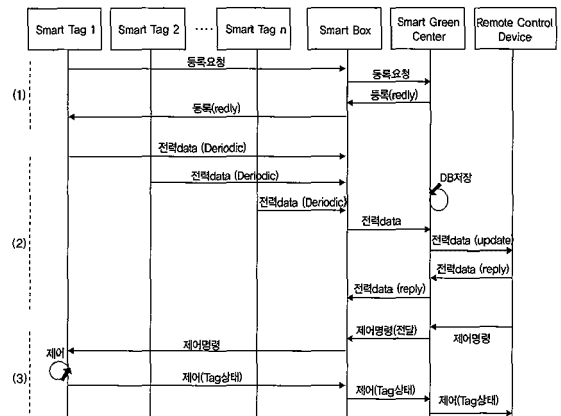 Smart Tag 1
Smart Tag 2
····
Smart Tag n
Smart Box
Smart Green
Center
Remote Control
Device
(1)
등록요청
등록요청
등록(redly)
등록(redly)
(2)
전력data (Deriodic)
전력data (Deriodic)
전력data (Deriodic)
DB저장
전력data
전력data (update)
전력data (reply)
전력data (reply)
(3)
제어명령
제어명령(전달)
제어명령
제어
제어(Tag상태)
제어(Tag상태)
제어(Tag상태)